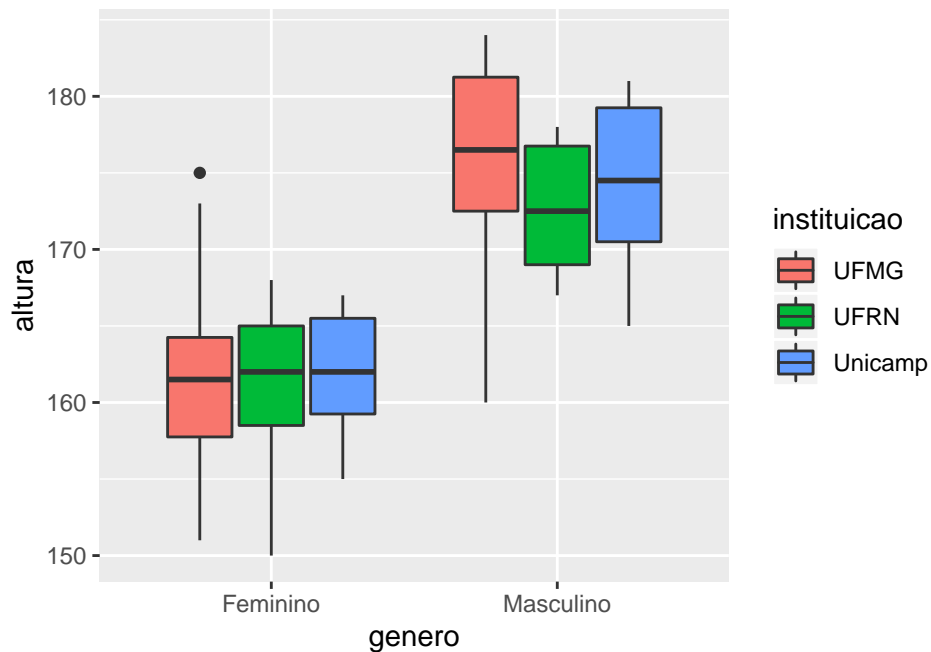 180
170
160
150
altura
Feminino
Masculino
genero
instituicao
UFMG
UFRN
Unicamp